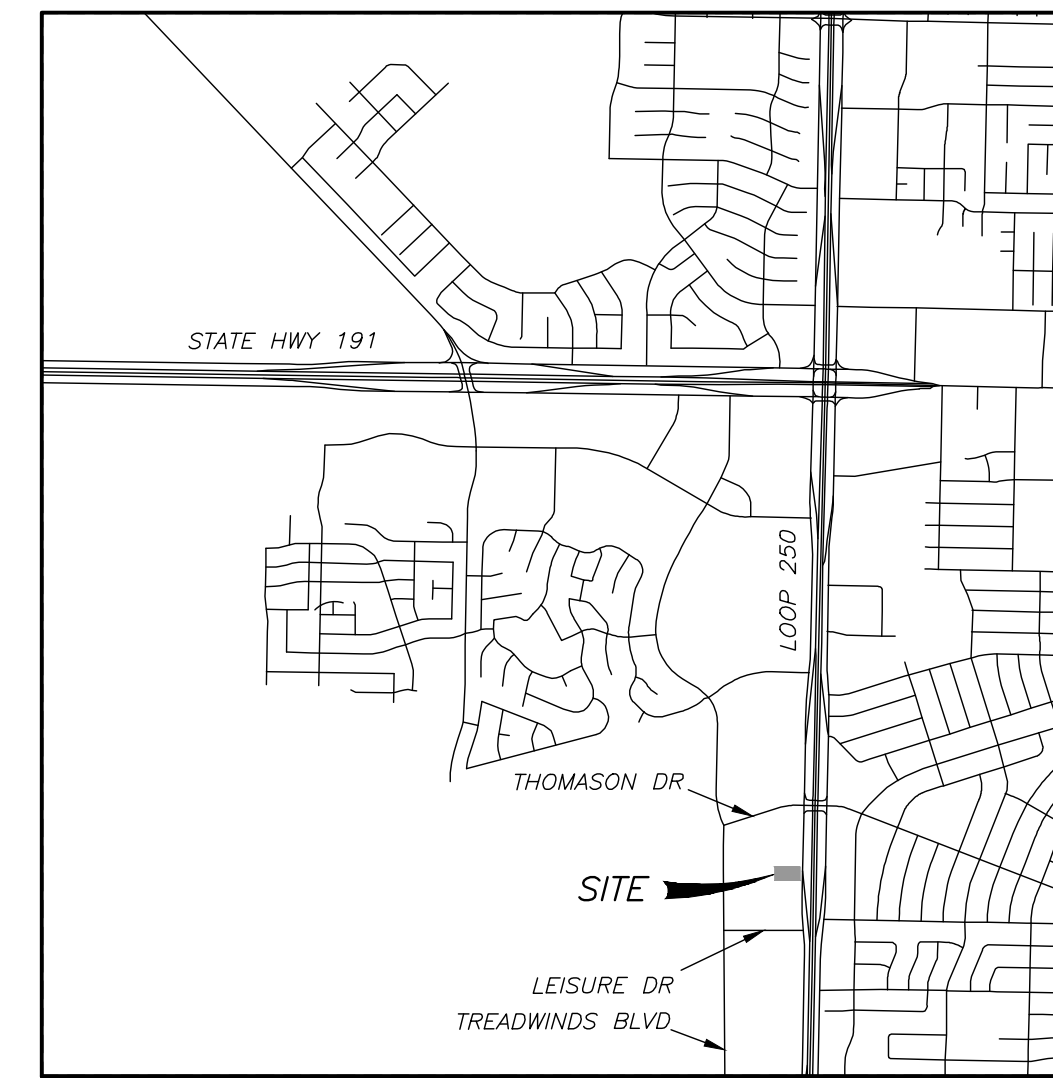 STATE HWY 191
LOOP 250
THOMASON DR
SITE
LEISURE DR
TREADWINDS BLVD